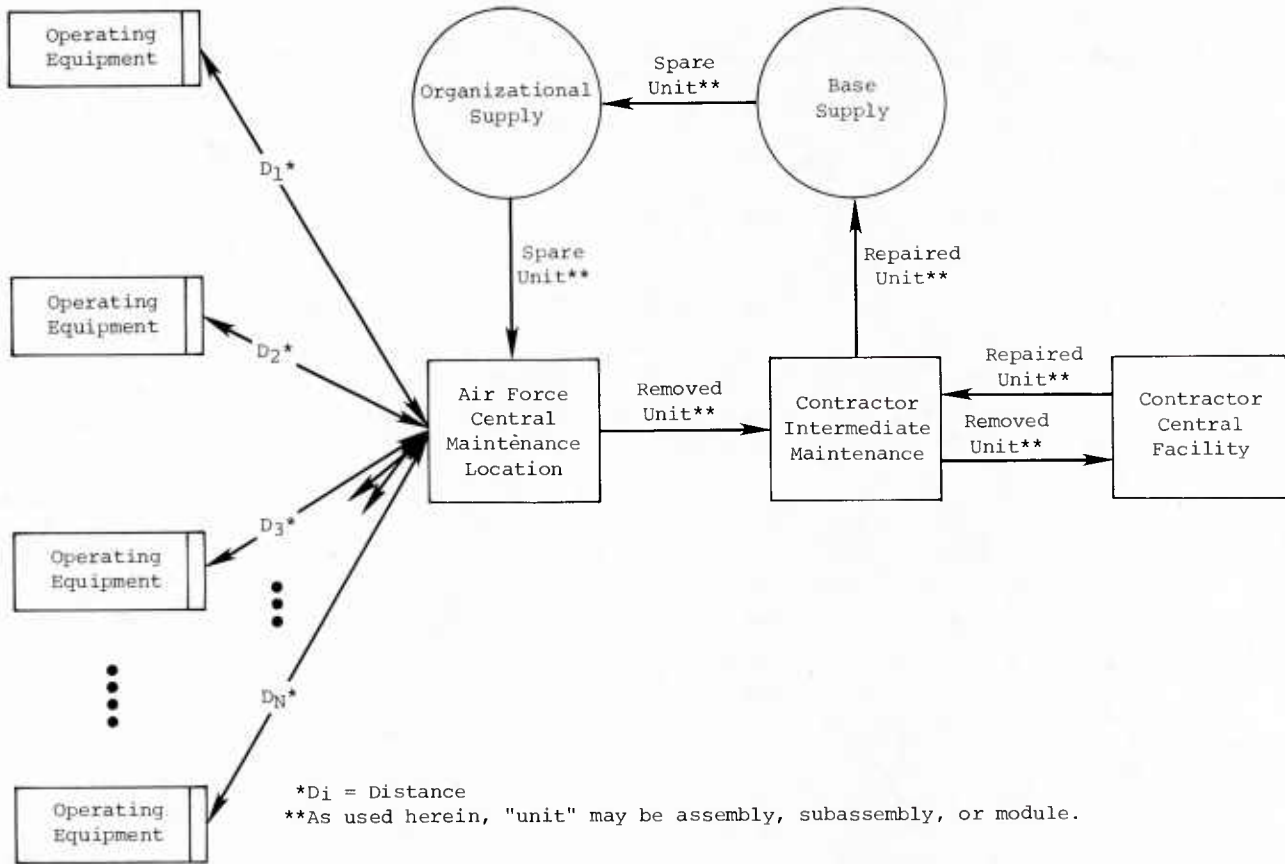 Operating
Equipment
D1*
Operating
Equipment
D2*
Operating
Equipment
D3*
DN*
Operating
Equipment
Organizational
Supply
Spare
Unit**
Base
Supply
Spare
Unit**
Repaired
Unit**
Air Force
Central
Maintènance
Location
Removed
Unit**
Contractor
Intermediate
Maintenance
Repaired
Unit**
Removed
Unit**
Contractor
Central
Facility
*Di = Distance
**As used herein, "unit" may be assembly, subassembly, or module.